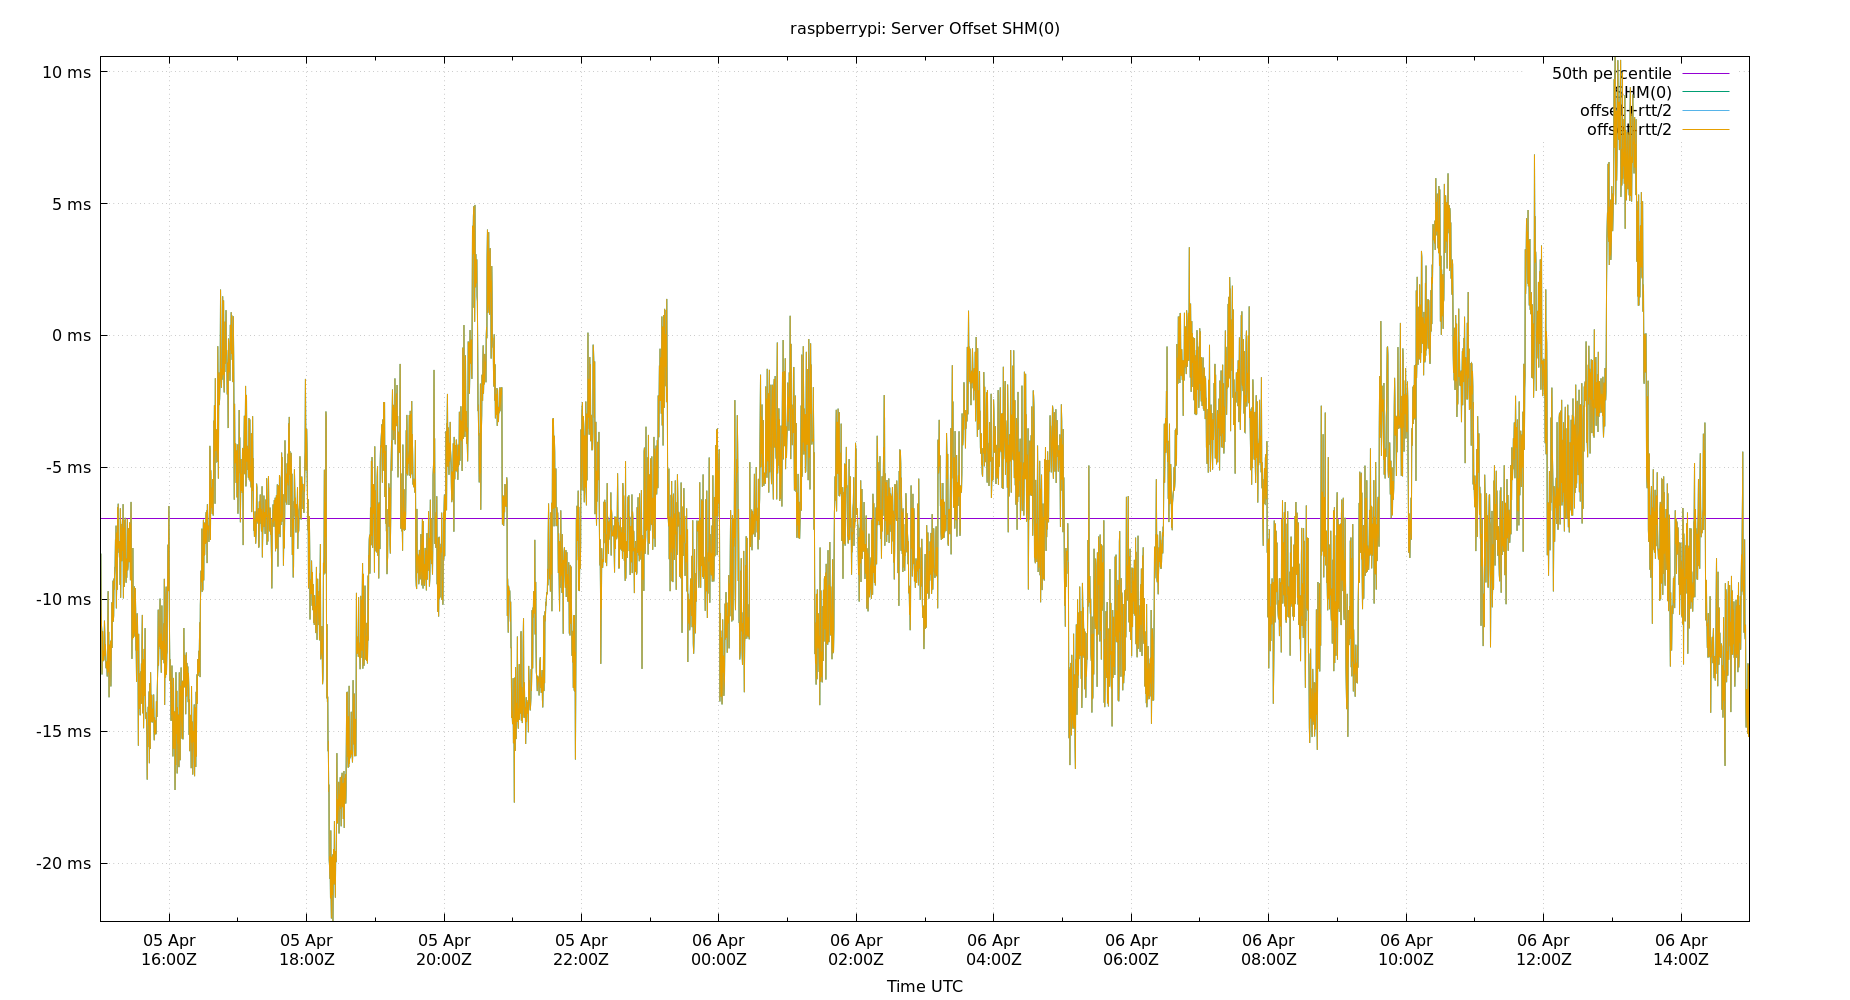 raspberrypi: Server Offset SHM(0)
50th percentile
SHM(0)
offset+rtt/2
offset-rtt/2
10 ms
5 ms
0 ms
-5 ms
-10 ms
-15 ms
-20 ms
05 Apr 05 Apr 05 Apr 05 Apr 06 Apr 06 Apr 06 Apr 06 Apr 06 Apr 06 Apr 06 Apr 06 Apr
16:00Z 18:00Z 20:00Z 22:00Z 00:00Z 02:00Z 04:00Z 06:00Z 08:00Z 10:00Z 12:00Z 14:00Z
Time UTC